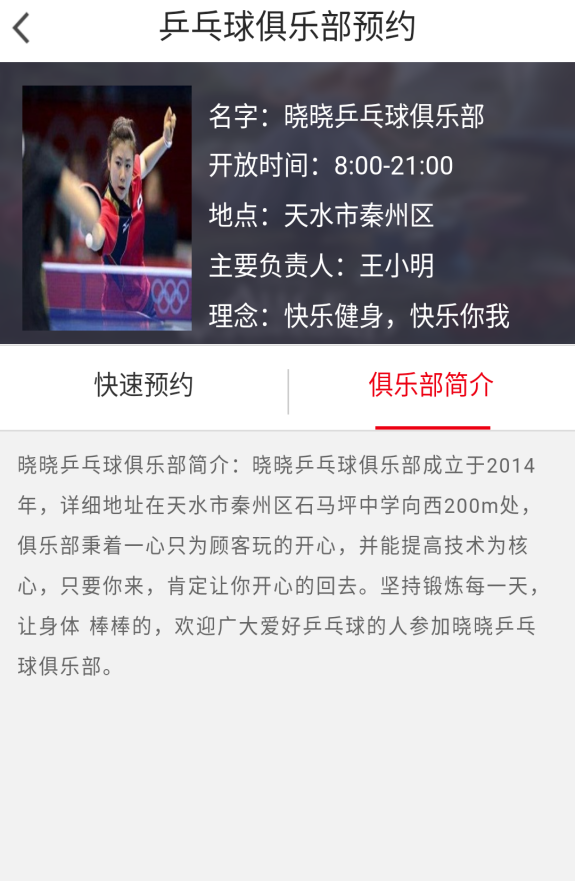 乒乓球俱乐部预约
名字：晓晓乒乓球俱乐部
开放时间：8:00-21:00
地点：天水市秦州区
主要负责人：王小明
理念：快乐健身，快乐你我
快速预约
俱乐部简介
晓晓乒乓球俱乐部简介：晓晓乒乓球俱乐部成立于2014
年，详细地址在天水市秦州区石马坪中学向西200m处，
俱乐部秉着一心只为顾客玩的开心，并能提高技术为核
心，只要你来，肯定让你开心的回去。坚持锻炼每一天，
让身体 棒棒的，欢迎广大爱好乒乓球的人参加晓晓乒乓
球俱乐部。